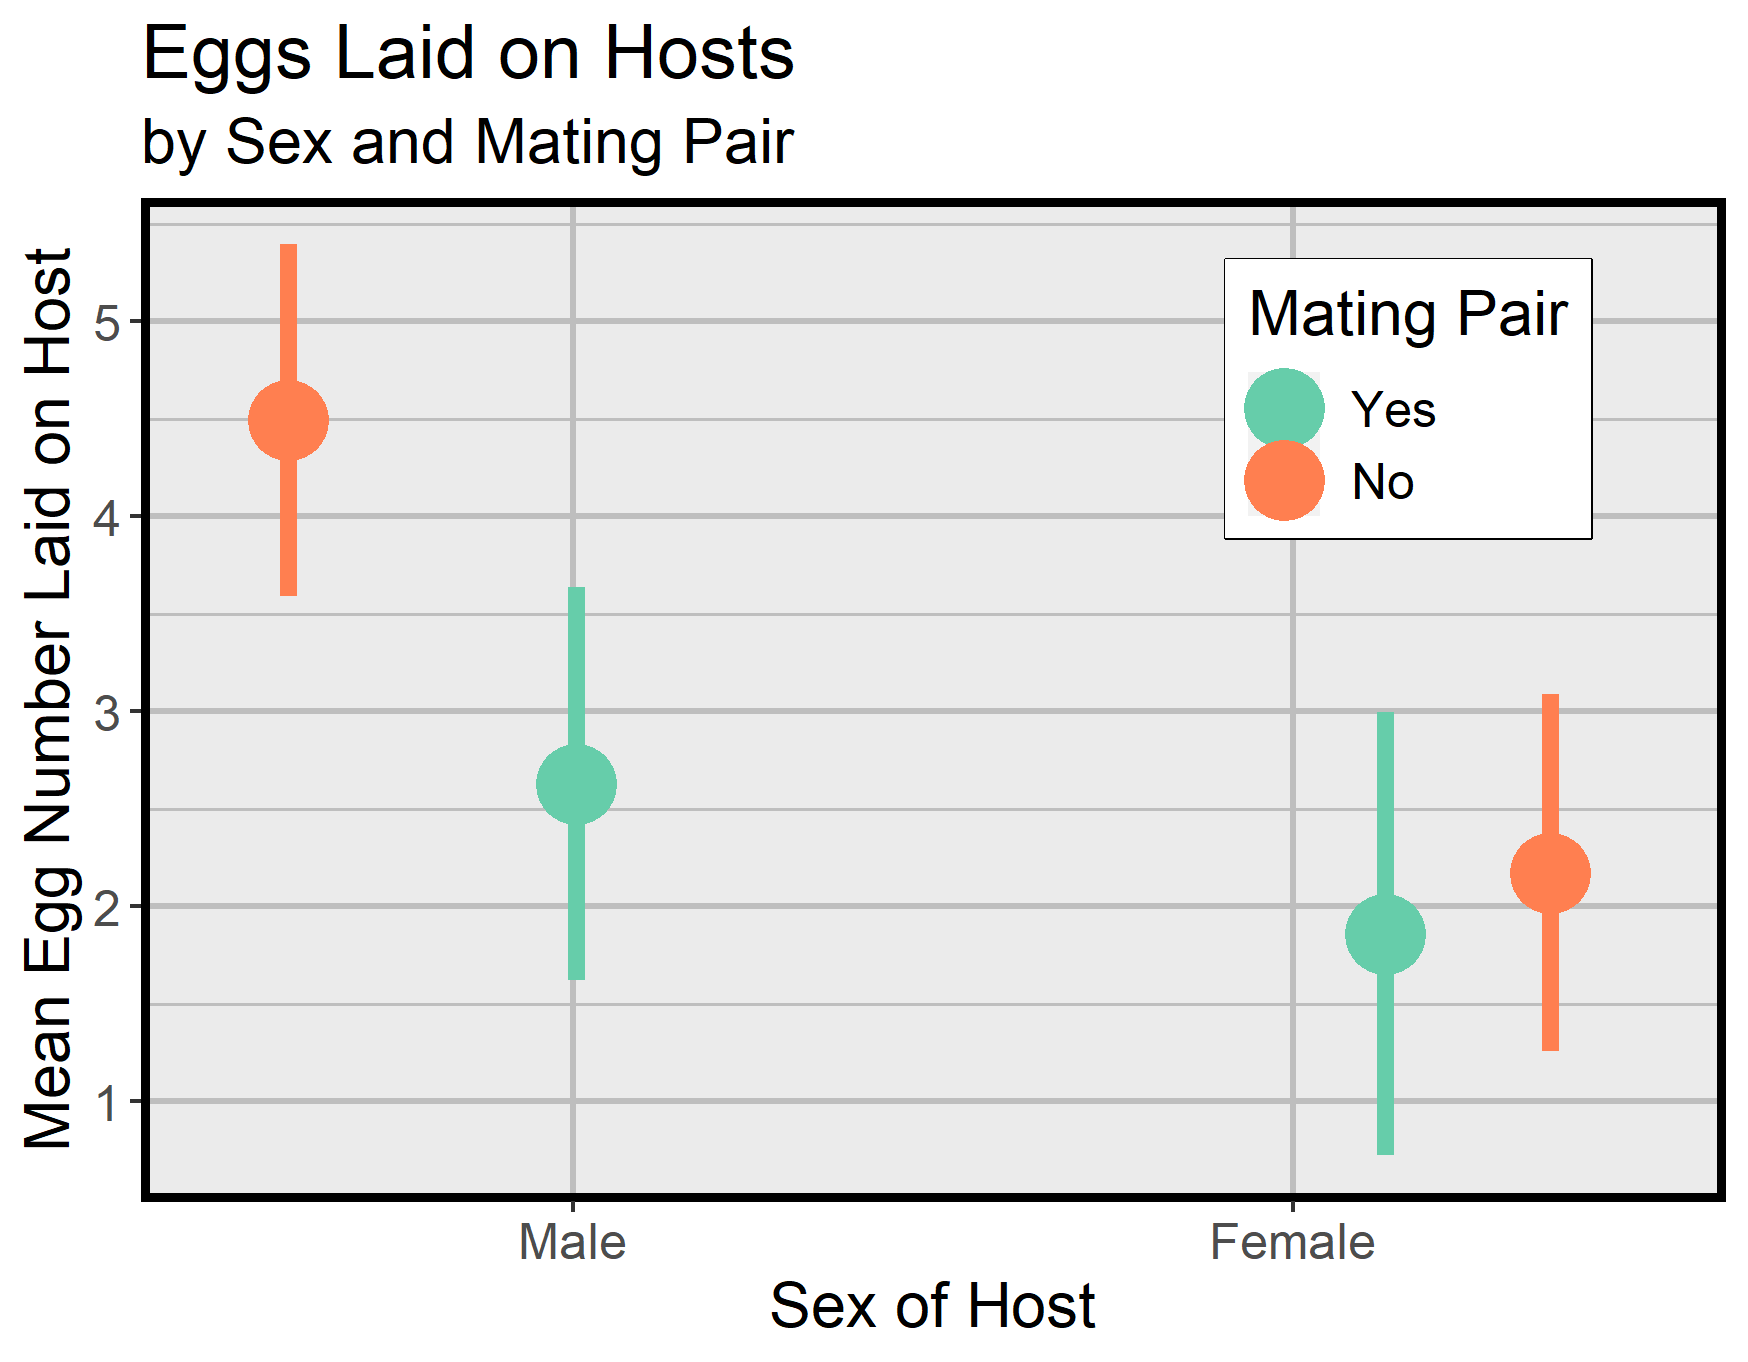 Eggs Laid on Hosts
by Sex and Mating Pair
Mean Egg Number Laid on Host
5
4
3
2
1
Mating Pair
Yes
No
Male
Female
Sex of Host